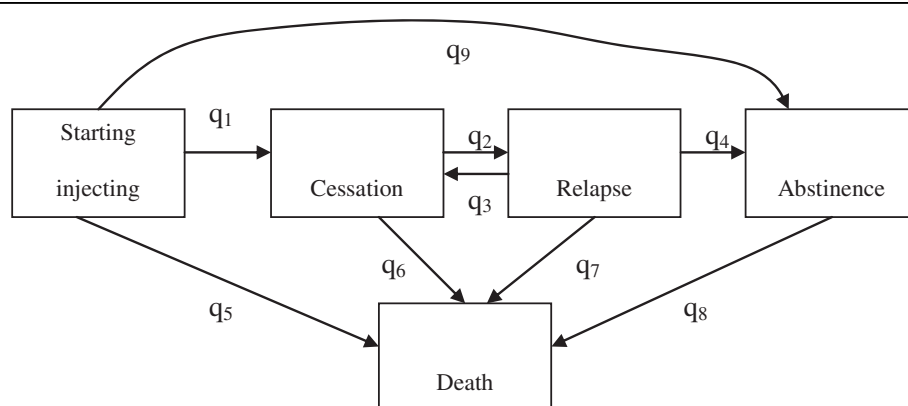 q9
Starting
injecting
q1
Cessation
q2
q3
Relapse
q4
Abstinence
q5
q6
q7
q8
Death